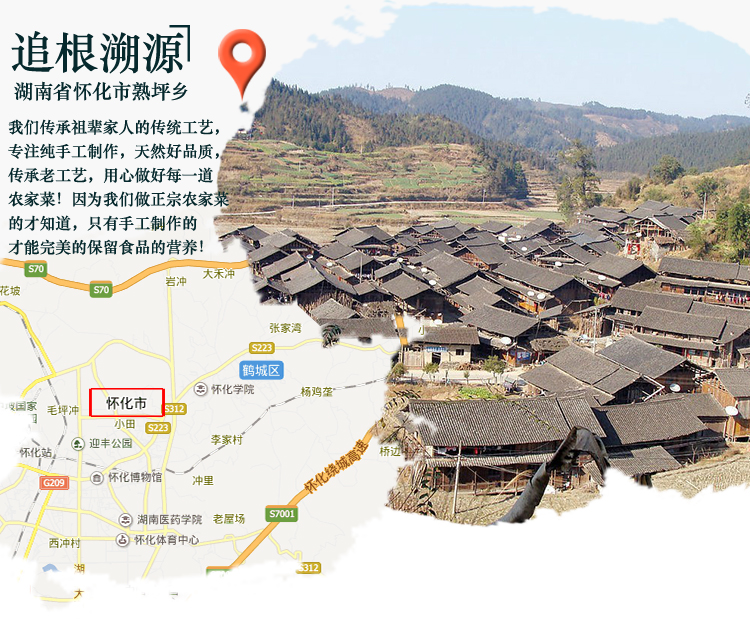 追根溯源
湖南省怀化市熟坪乡
我们传承祖辈家人的传统工艺，
专注纯手工制作，天然好品质，
传承老工艺，用心做好每一道
农家菜！因为我们做正宗农家菜
的才知道，只有手工制作的
才能完美的保留食品的营养！
S70
大禾冲
S70
岩冲
花坡
张家湾
小
S223
鹤城区
怀化学院
杨鸡垄
怀化市
S312
国家
毛坪冲
小田
S223
迎丰公园
李家村
怀化站
桥边
怀化绕城高速
G209
怀化博物馆
冲里
湖南医药学院
老屋场
S7001
西冲村
怀化体育中心
湖
S312